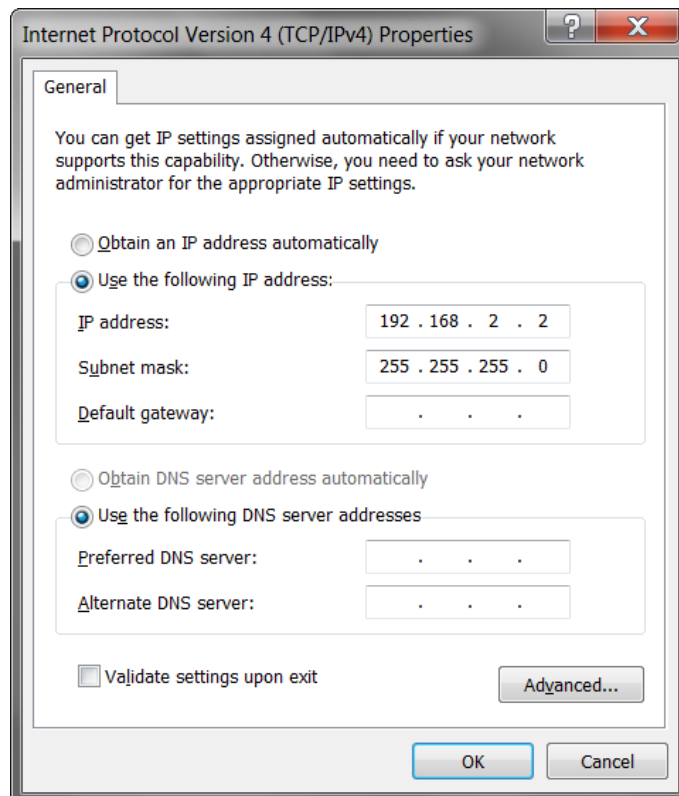 Internet Protocol Version 4 (TCP/IPv4) Properties
?
X
General
You can get IP settings assigned automatically if your network
supports this capability. Otherwise, you need to ask your network
administrator for the appropriate IP settings.
Obtain an IP address automatically
Use the following IP address:
IP address: 192 . 168 . 2 . 2
Subnet mask: 255 . 255 . 255 . 0
Default gateway: . . .
Obtain DNS server address automatically
Use the following DNS server addresses
Preferred DNS server: . . .
Alternate DNS server: . . .
Validate settings upon exit
Advanced...
OK Cancel